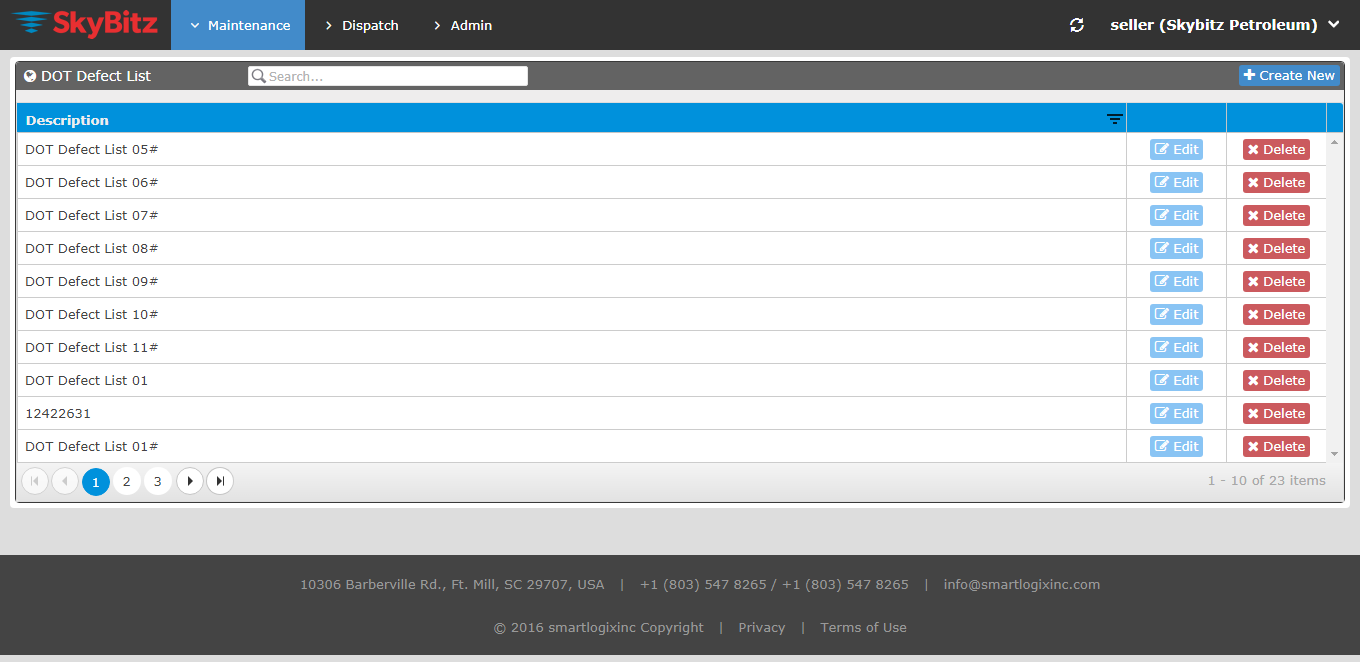 SkyBitz Maintenance Dispatch Admin seller (Skybitz Petroleum)
DOT Defect List Search... Create New
Description
DOT Defect List 05# Edit Delete
DOT Defect List 06# Edit Delete
DOT Defect List 07# Edit Delete
DOT Defect List 08# Edit Delete
DOT Defect List 09# Edit Delete
DOT Defect List 10# Edit Delete
DOT Defect List 11# Edit Delete
DOT Defect List 01 Edit Delete
12422631 Edit Delete
DOT Defect List 01# Edit Delete
1 2 3 1 - 10 of 23 items
10306 Barberville Rd., Ft. Mill, SC 29707, USA | +1 (803) 547 8265 / +1 (803) 547 8265 | info@smartlogixinc.com
© 2016 smartlogixinc Copyright | Privacy | Terms of Use